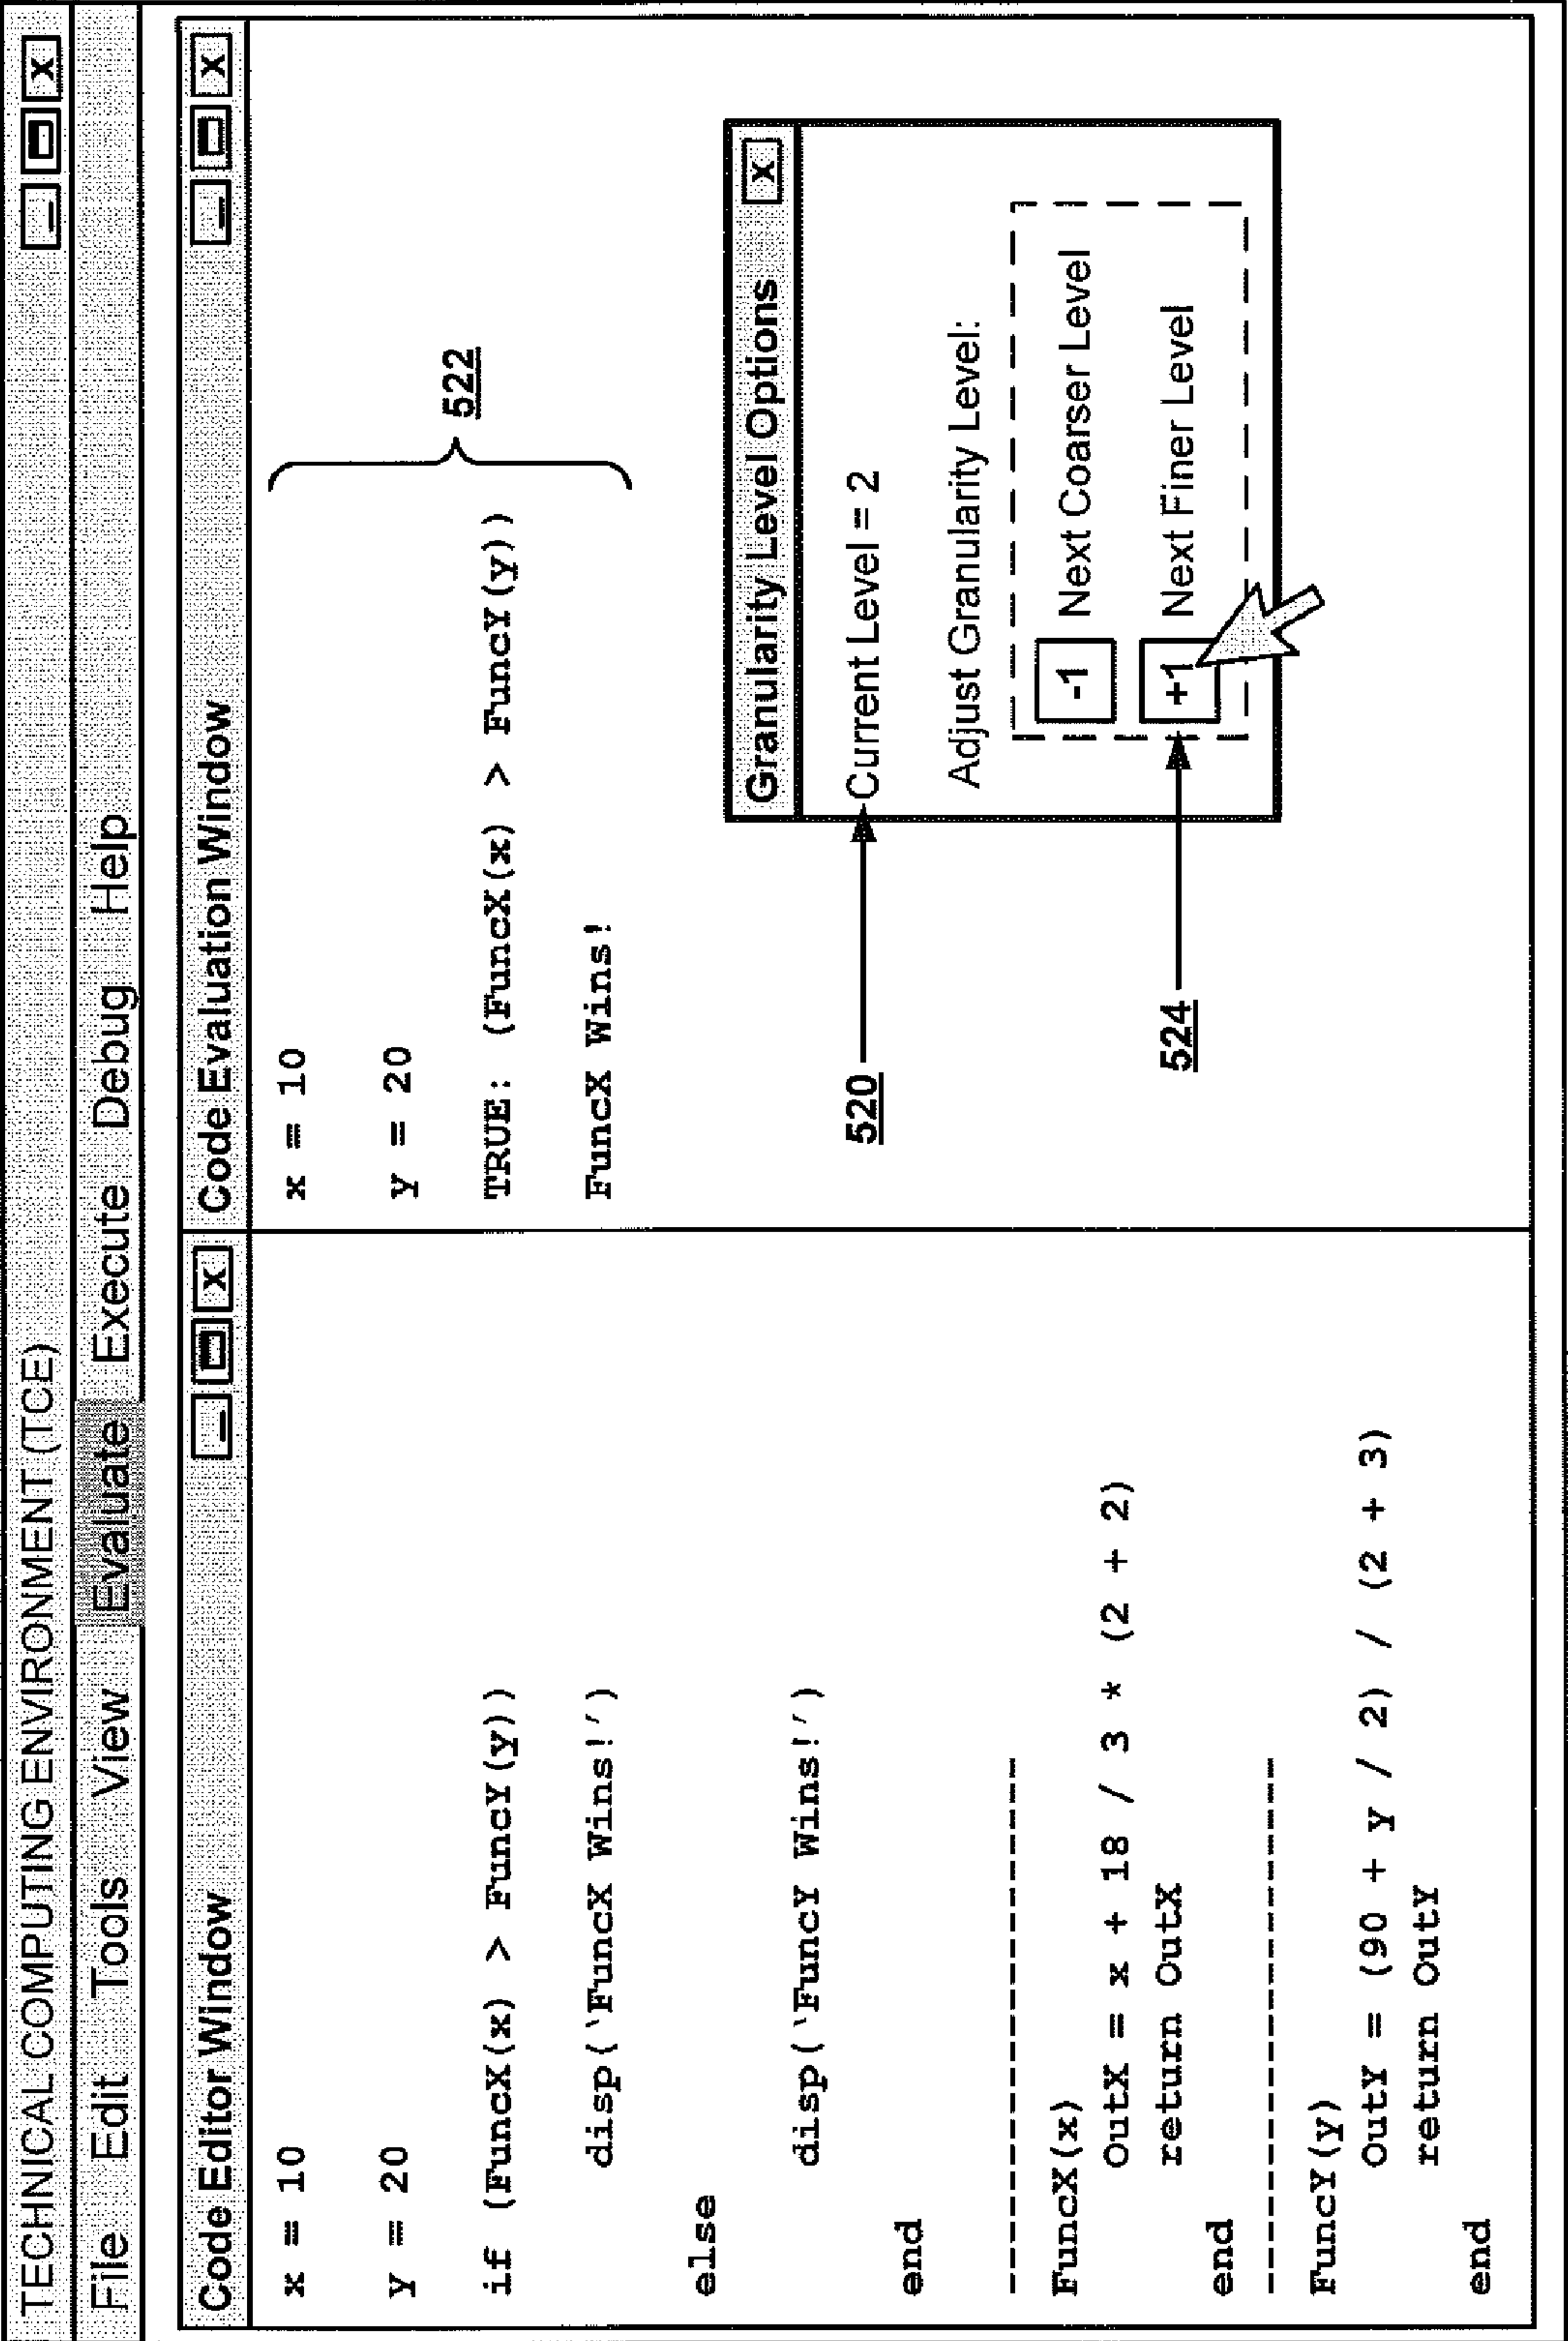 TECHNICAL COMPUTING ENVIRONMENT (TCE)
File Edit Tools View Evaluate Execute Debug Help
Code Editor Window
x = 10
y = 20
if (FuncX(x) > FuncY(y))
disp(‘FuncX Wins!’)
else
disp(‘FuncY Wins!’)
end
--------------------
FuncX(x)
OutX = x + 18 / 3 * (2 + 2)
return OutX
end
--------------------
FuncY(y)
OutY = (90 + y / 2) / (2 + 3)
return OutY
end
Code Evaluation Window
x = 10
y = 20
TRUE: (FuncX(x) > FuncY(y))
FuncX Wins!
522
Granularity Level Options
520
Current Level = 2
Adjust Granularity Level:
-1 Next Coarser Level
524
+1 Next Finer Level